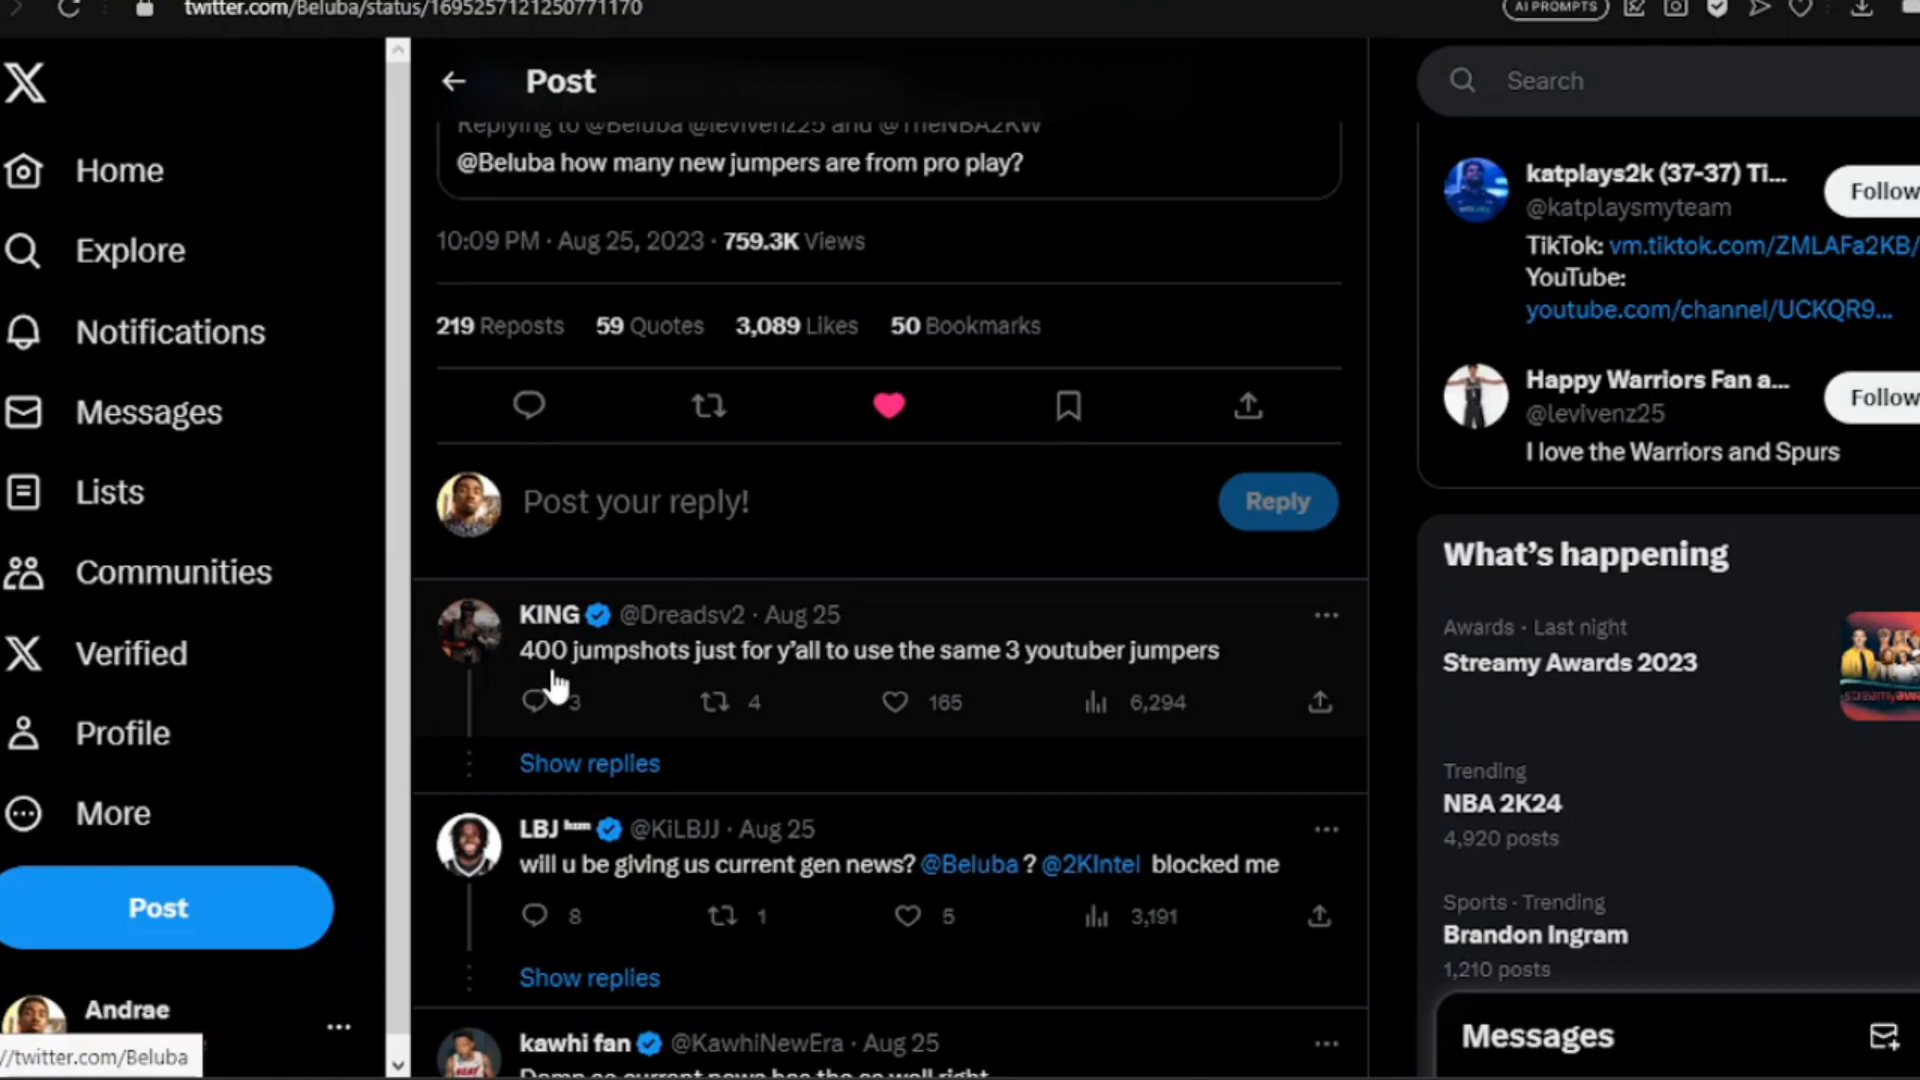 twitter.com/Beluba/status/1695257121250771170
AI PROMPTS
Home
Explore
Notifications
Messages
Lists
Communities
Verified
Profile
More
Post
Andrae
//twitter.com/Beluba
Post
Replying to @Beluba @levivenz25 and @TheNBA2KW
@Beluba how many new jumpers are from pro play?
10:09 PM · Aug 25, 2023 · 759.3K Views
219 Reposts 59 Quotes 3,089 Likes 50 Bookmarks
Post your reply!
Reply
KING @Dreadsv2 · Aug 25
400 jumpshots just for y'all to use the same 3 youtuber jumpers
3 4 165 6,294
Show replies
LBJ @KiLBJJ · Aug 25
will u be giving us current gen news? @Beluba ? @2KIntel blocked me
8 1 5 3,191
Show replies
kawhi fan @KawhiNewEra · Aug 25
Search
katplays2k (37-37) Ti...
Follow
@katplaysmyteam
TikTok: vm.tiktok.com/ZMLAFa2KB/
YouTube:
youtube.com/channel/UCKQR9...
Happy Warriors Fan a...
Follow
@levivenz25
I love the Warriors and Spurs
What's happening
Awards · Last night
Streamy Awards 2023
Trending
NBA 2K24
4,920 posts
Sports · Trending
Brandon Ingram
1,210 posts
Messages